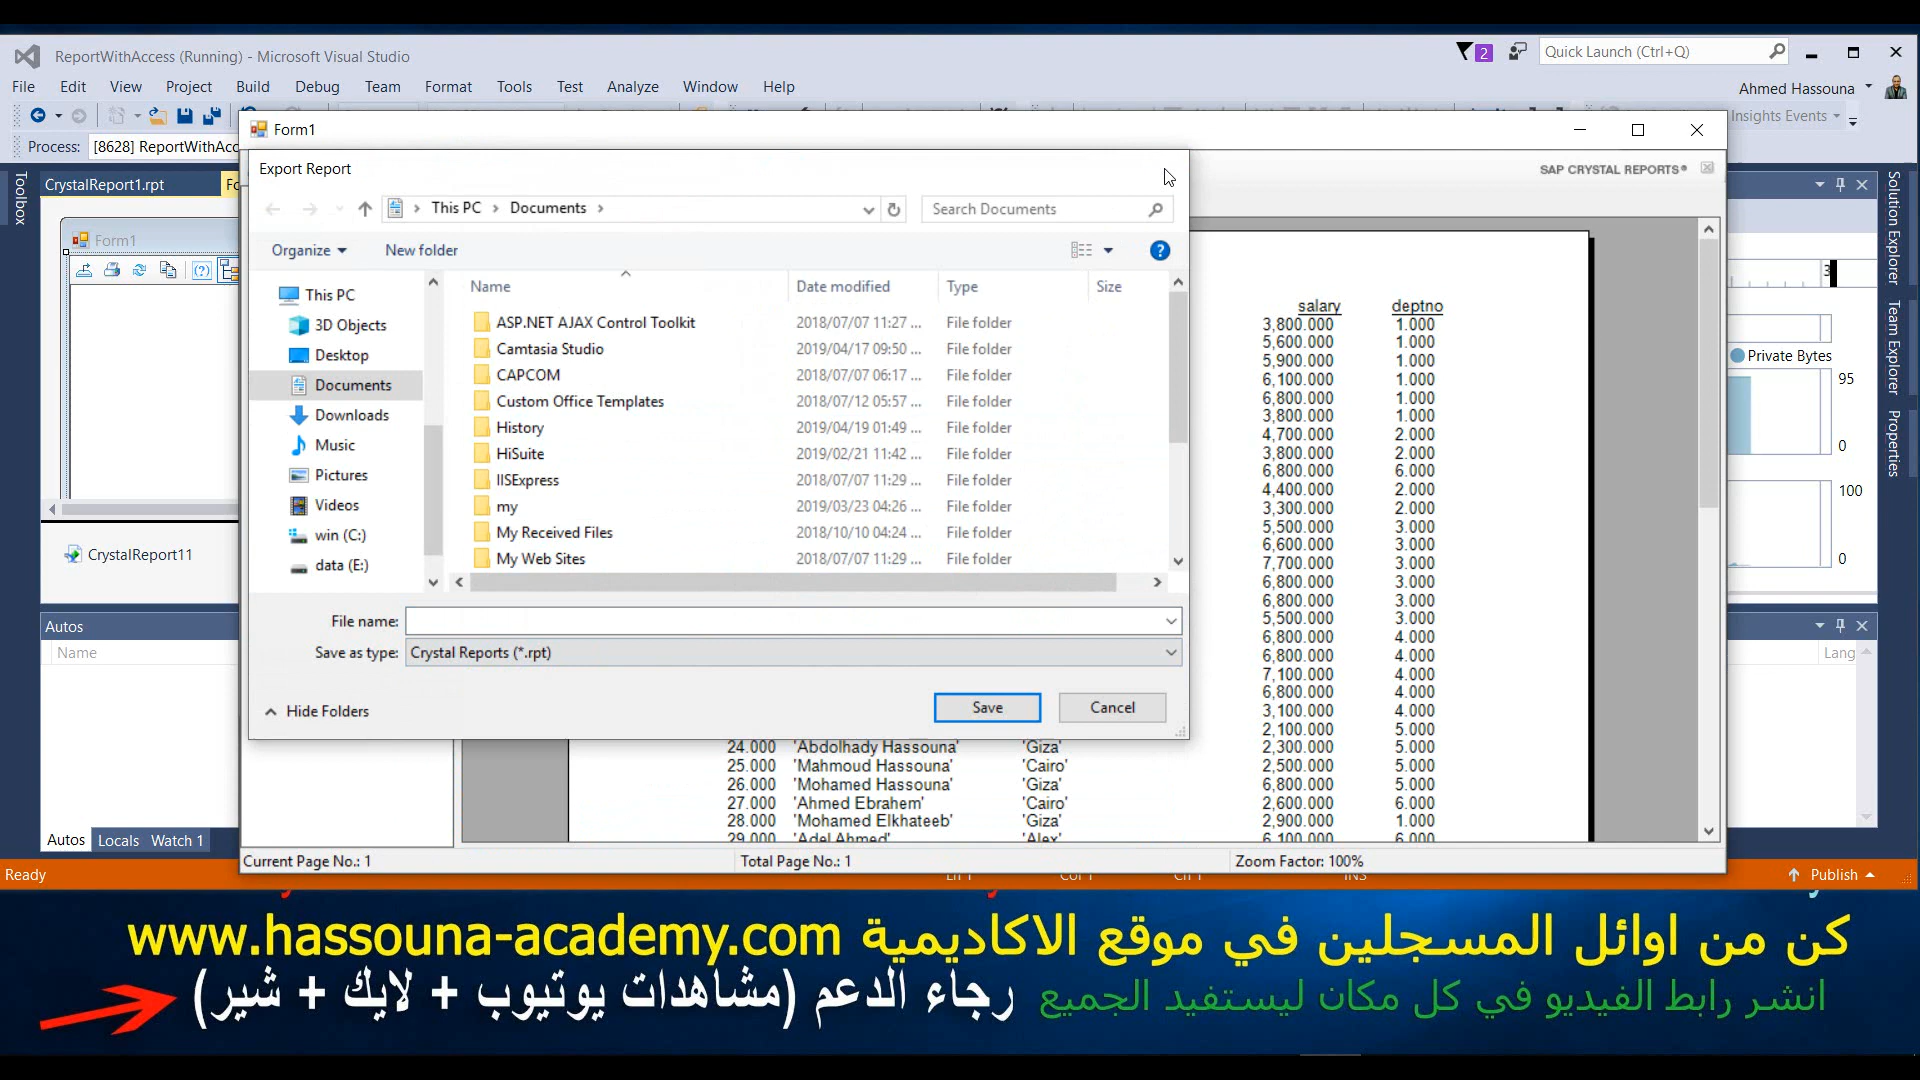 ReportWithAccess (Running) - Microsoft Visual Studio
2
Quick Launch (Ctrl+Q)
File Edit View Project Build Debug Team Format Tools Test Analyze Window Help
Ahmed Hassouna
Insights Events
Process: [8628] ReportWithAcc
Form1
Export Report
SAP CRYSTAL REPORTS®
Toolbox
CrystalReport1.rpt
Fo
This PC > Documents >
Search Documents
Organize
New folder
Form1
Name Date modified Type Size
This PC
3D Objects
Desktop
Documents
Downloads
Music
Pictures
Videos
win (C:)
data (E:)
ASP.NET AJAX Control Toolkit 2018/07/07 11:27 ... File folder
Camtasia Studio 2019/04/17 09:50 ... File folder
CAPCOM 2018/07/07 06:17 ... File folder
Custom Office Templates 2018/07/12 05:57 ... File folder
History 2019/04/19 01:49 ... File folder
HiSuite 2019/02/21 11:42 ... File folder
IISExpress 2018/07/07 11:29 ... File folder
my 2019/03/23 04:26 ... File folder
My Received Files 2018/10/10 04:24 ... File folder
My Web Sites 2018/07/07 11:29 ... File folder
CrystalReport11
File name:
Save as type: Crystal Reports (*.rpt)
Hide Folders
Save
Cancel
salary deptno
3,800.000 1.000
5,600.000 1.000
5,900.000 1.000
6,100.000 1.000
6,800.000 1.000
3,800.000 1.000
4,700.000 2.000
3,800.000 2.000
6,800.000 6.000
4,400.000 2.000
3,300.000 2.000
5,500.000 3.000
6,600.000 3.000
7,700.000 3.000
6,800.000 3.000
6,800.000 3.000
5,500.000 3.000
6,800.000 4.000
6,800.000 4.000
7,100.000 4.000
6,800.000 4.000
3,100.000 4.000
2,100.000 5.000
24.000 'Abdolhady Hassouna' 'Giza' 2,300.000 5.000
25.000 'Mahmoud Hassouna' 'Cairo' 2,500.000 5.000
26.000 'Mohamed Hassouna' 'Giza' 6,800.000 5.000
27.000 'Ahmed Ebrahem' 'Cairo' 2,600.000 6.000
28.000 'Mohamed Elkhateeb' 'Giza' 2,900.000 1.000
29.000 'Adel Ahmed' 'Alex' 6,100.000 6.000
Private Bytes
95
0
100
0
Solution Explorer
Team Explorer
Properties
Autos
Name
Lang
Autos Locals Watch 1
Current Page No.: 1 Total Page No.: 1 Zoom Factor: 100%
Ready
Ln 1 Col 1 Ch 1 INS
Publish
كن من اوائل المسجلين في موقع الاكاديمية www.hassouna-academy.com
انشر رابط الفيديو في كل مكان ليستفيد الجميع رجاء الدعم (مشاهدات يوتيوب + لايك + شير)